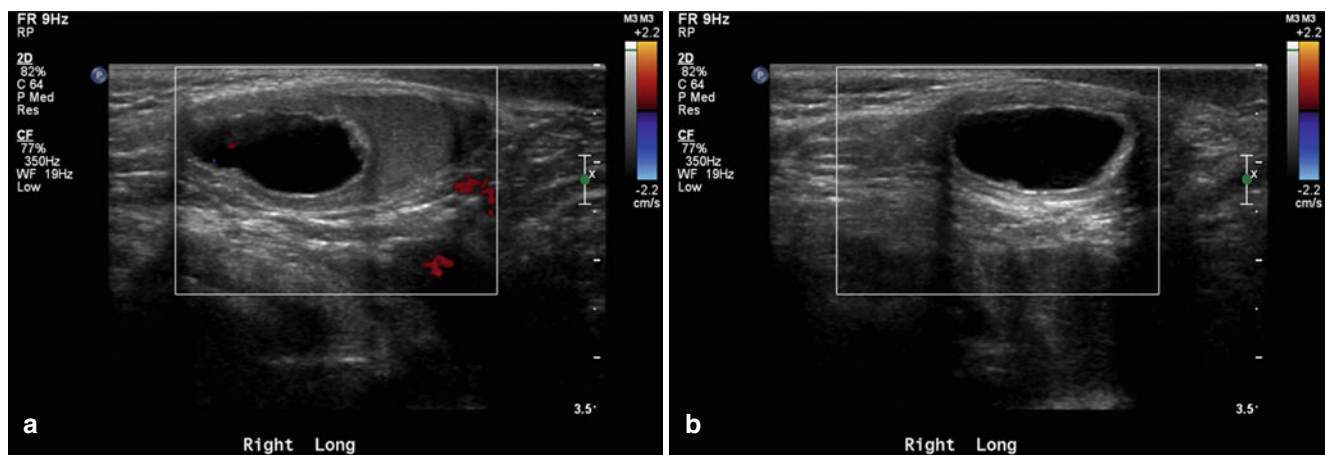 FR 9Hz
RP
2D
82%
C 64
P Med
Res
CF
77%
350Hz
WF 19Hz
Low
P
M3 M3
+2.2
-2.2
cm/s
x
3.5
a
Right Long
FR 9Hz
RP
2D
82%
C 64
P Med
Res
CF
77%
350Hz
WF 19Hz
Low
P
M3 M3
+2.2
-2.2
cm/s
x
3.5
b
Right Long